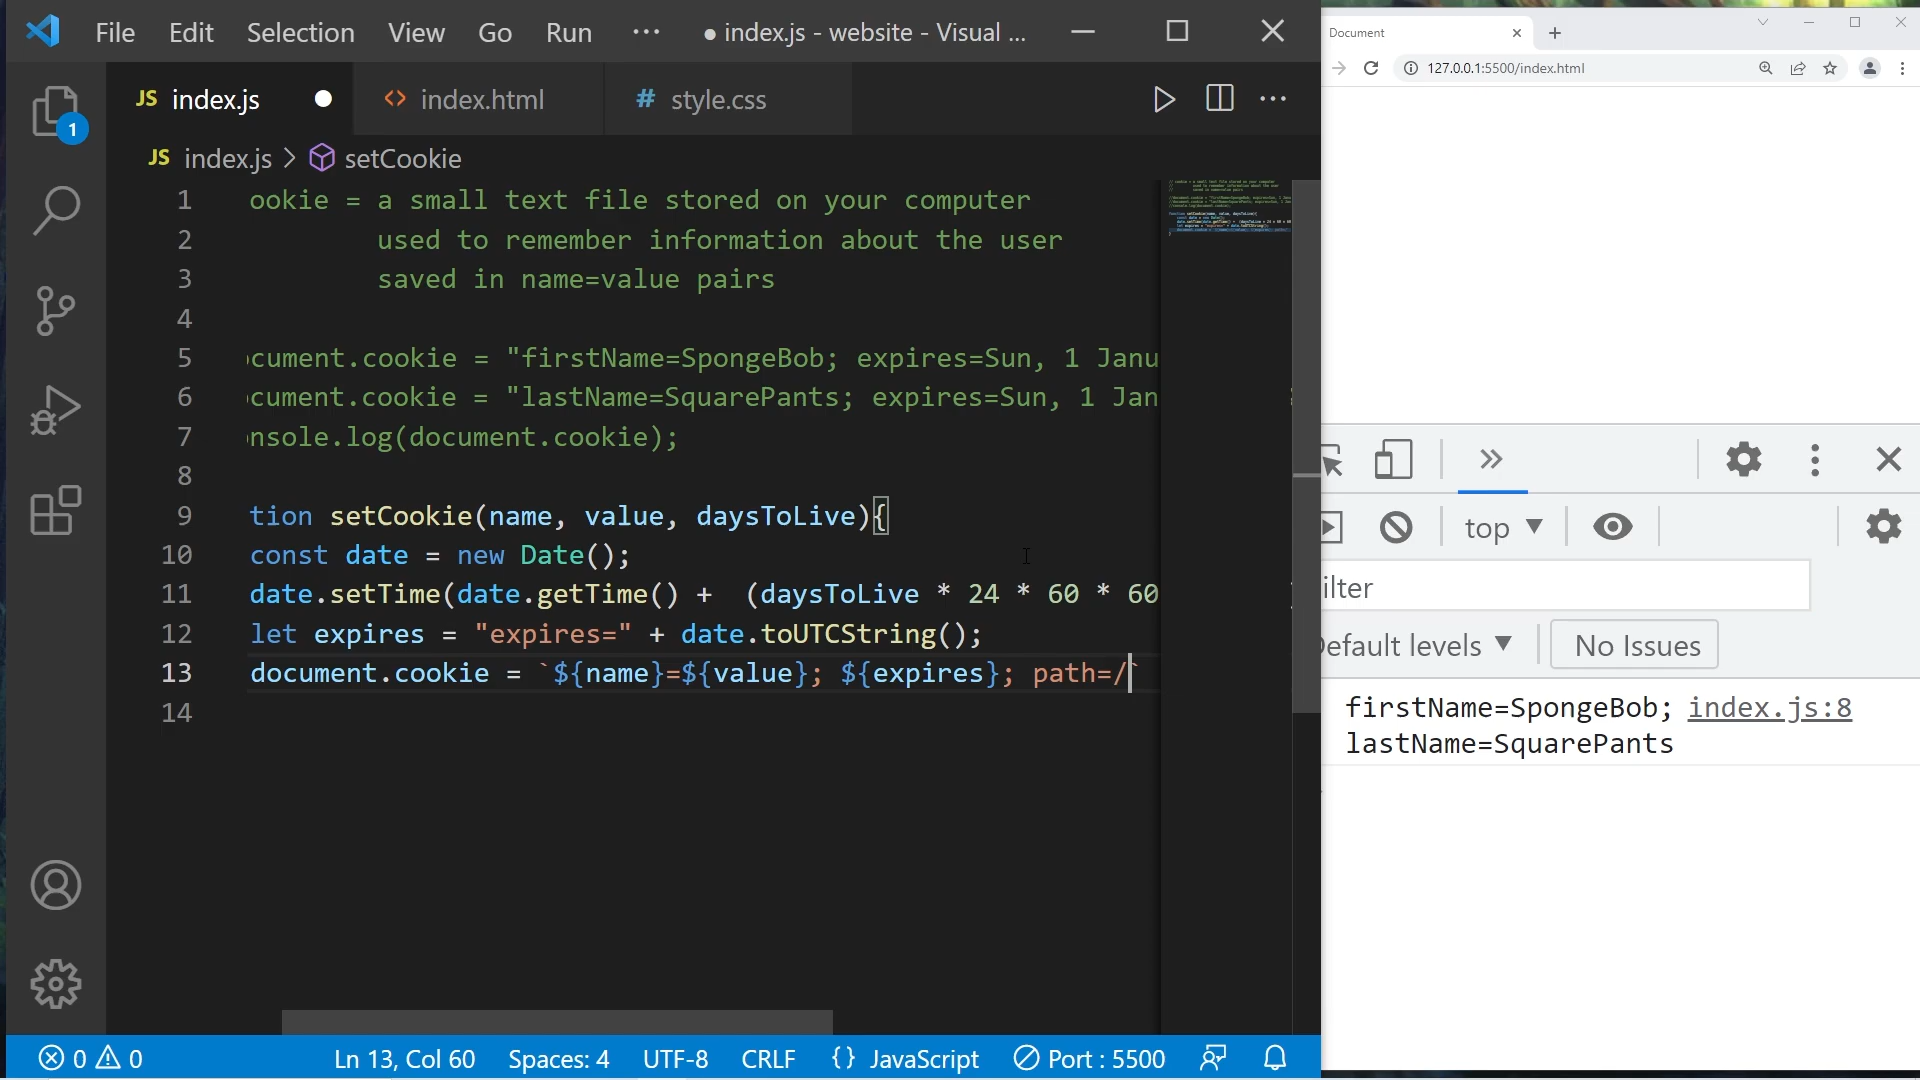 File Edit Selection View Go Run ··· ● index.js - website - Visual ...
JS index.js ● <> index.html # style.css
JS index.js > setCookie
1 ookie = a small text file stored on your computer
2 used to remember information about the user
3 saved in name=value pairs
4
5 ocument.cookie = "firstName=SpongeBob; expires=Sun, 1 Janu
6 cument.cookie = "lastName=SquarePants; expires=Sun, 1 Jan
7 nsole.log(document.cookie);
8
9 tion setCookie(name, value, daysToLive){
10 const date = new Date();
11 date.setTime(date.getTime() +  (daysToLive * 24 * 60 * 60
12 let expires = "expires=" + date.toUTCString();
13 document.cookie = `${name}=${value}; ${expires}; path=/`
14
1
0 0 Ln 13, Col 60 Spaces: 4 UTF-8 CRLF {} JavaScript Port : 5500
Document
127.0.0.1:5500/index.html
top
ilter
Default levels No Issues
firstName=SpongeBob; index.js:8
lastName=SquarePants